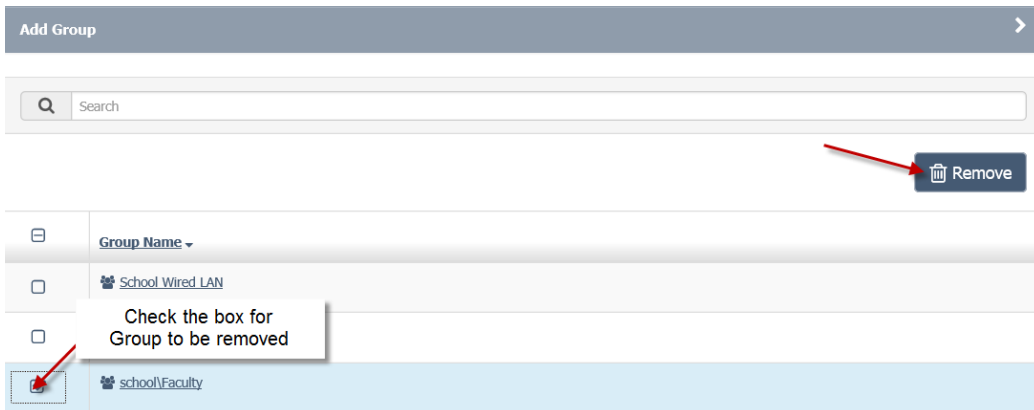 Add Group
Search
Remove
Group Name
School Wired LAN
Check the box for
Group to be removed
school\Faculty